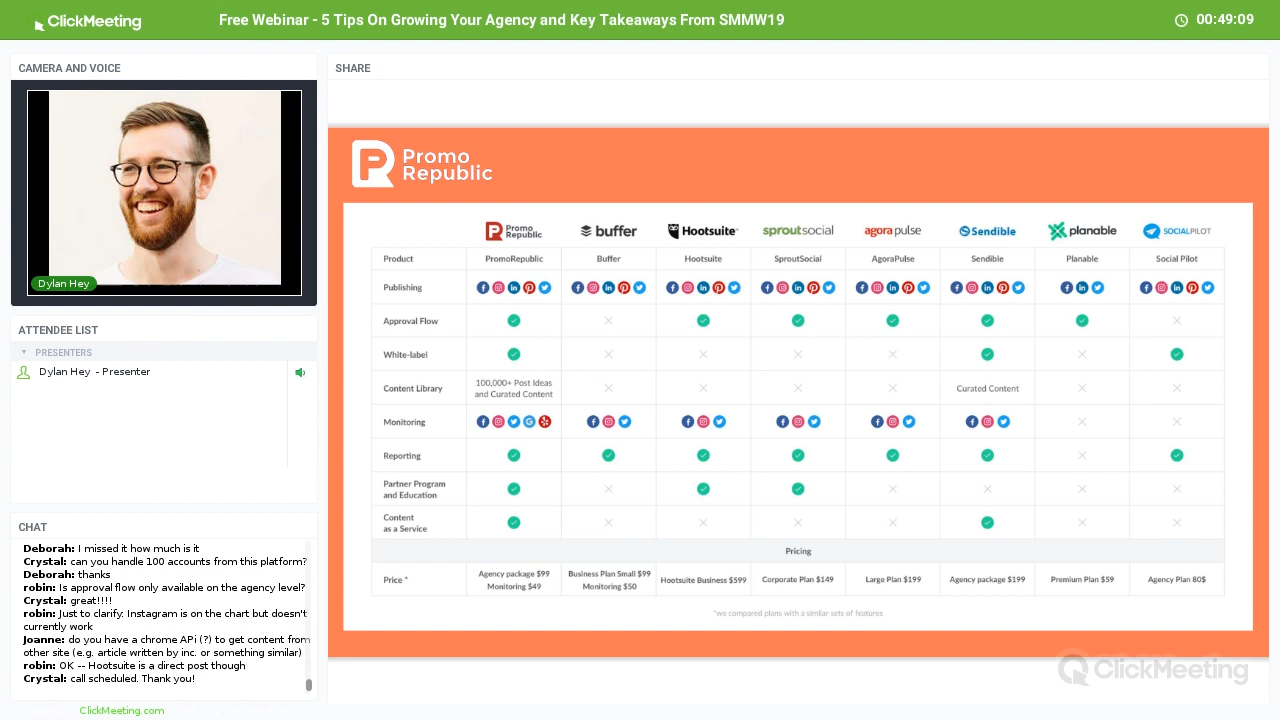 ClickMeeting
Free Webinar - 5 Tips On Growing Your Agency and Key Takeaways From SMMW19
00:49:09
CAMERA AND VOICE
Dylan Hey
ATTENDEE LIST
PRESENTERS
Dylan Hey - Presenter
CHAT
Deborah: I missed it how much is it
Crystal: can you handle 100 accounts from this platform?
Deborah: thanks
robin: Is approval flow only available on the agency level?
Crystal: great!!!!
robin: Just to clarify. Instagram is on the chart but doesn't
currently work
Joanne: do you have a chrome APi (?) to get content from
other site (e.g. article written by inc. or something similar)
robin: OK -- Hootsuite is a direct post though
Crystal: call scheduled. Thank you!
ClickMeeting.com
SHARE
Promo
Republic
Promo Republic buffer Hootsuite sproutsocial agorapulse Sendible planable SOCIALPILOT
Product PromoRepublic Buffer Hootsuite SproutSocial AgoraPulse Sendible Planable Social Pilot
Publishing
Approval Flow
White-label
Content Library 100,000+ Post Ideas and Curated Content Curated Content
Monitoring
Reporting
Partner Program
and Education
Content
as a Service
Pricing
Price * Agency package $99 Monitoring $49 Business Plan Small $99 Monitoring $50 Hootsuite Business $599 Corporate Plan $149 Large Plan $199 Agency package $199 Premium Plan $59 Agency Plan 80$
*we compared plans with a similar sets of features
ClickMeeting